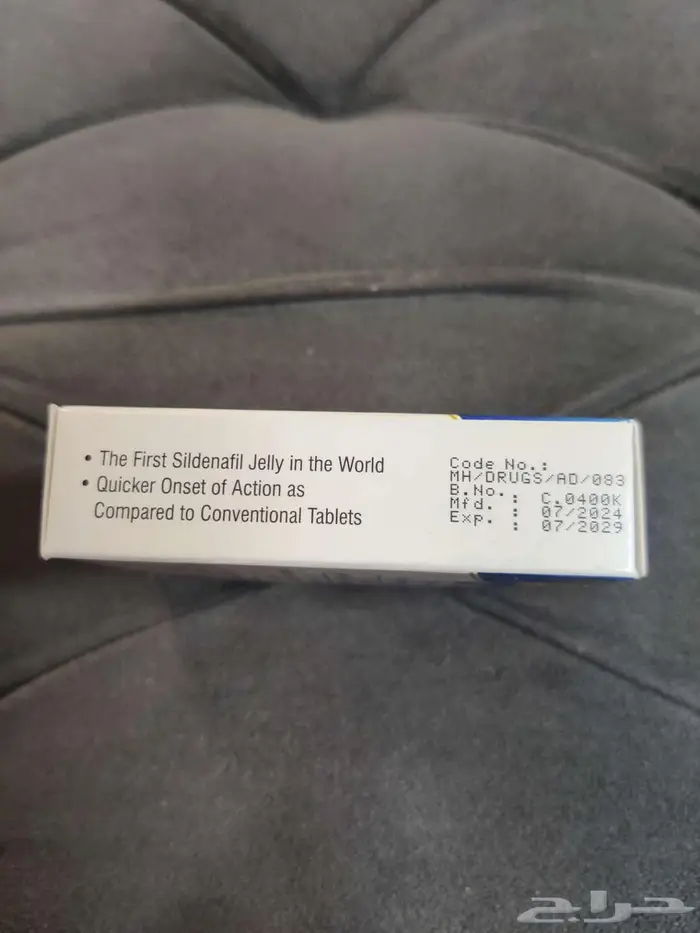 • The First Sildenafil Jelly in the World
• Quicker Onset of Action as
Compared to Conventional Tablets
Code No.:
MH/DRUGS/AD/083
B.No. : C.0400K
Mfd. : 07/2024
Exp. : 07/2029
حراج